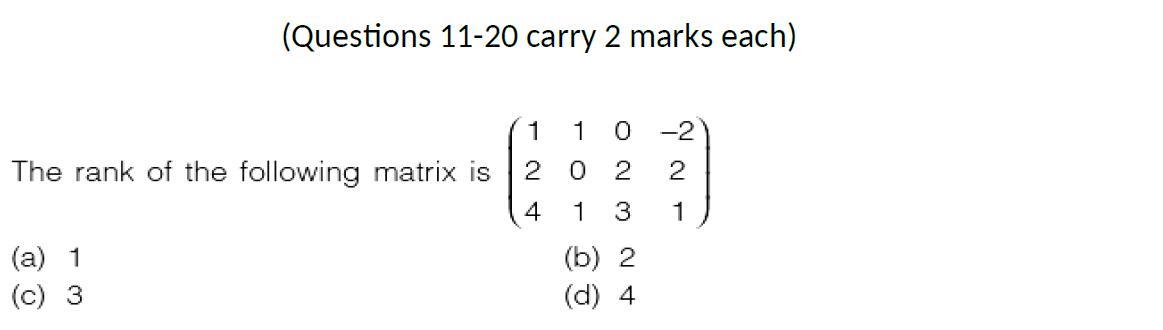 (Questions 11-20 carry 2 marks each)
1 1 0 –2
The rank of the following matrix is 2 0 2 2
4 1 3 1
(a) 1 (b) 2
(c) 3 (d) 4